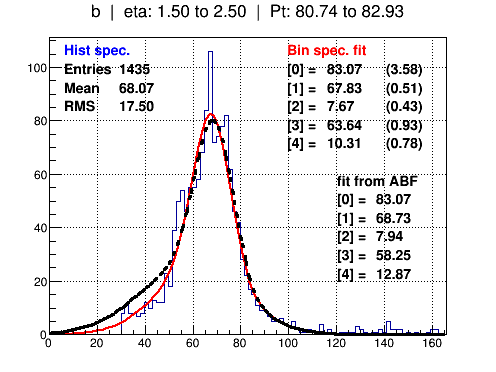 b | eta: 1.50 to 2.50 | Pt: 80.74 to 82.93
Hist spec.
Entries 1435
Mean 68.07
RMS 17.50
Bin spec. fit
[0] = 83.07 (3.58)
[1] = 67.83 (0.51)
[2] = 7.67 (0.43)
[3] = 63.64 (0.93)
[4] = 10.31 (0.78)
fit from ABF
[0] = 83.07
[1] = 68.73
[2] = 7.94
[3] = 58.25
[4] = 12.87
100
80
60
40
20
0
0 20 40 60 80 100 120 140 160